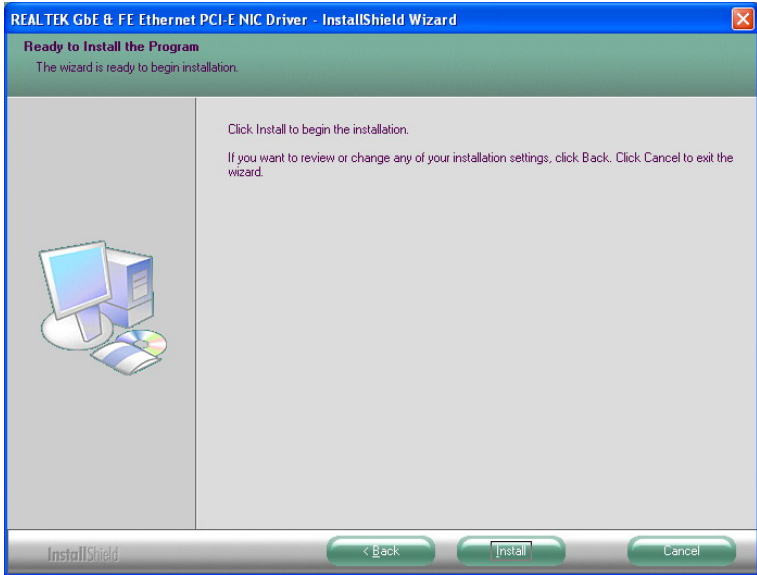 REALTEK GbE & FE Ethernet PCI-E NIC Driver - InstallShield Wizard
Ready to Install the Program
The wizard is ready to begin installation.
Click Install to begin the installation.
If you want to review or change any of your installation settings, click Back. Click Cancel to exit the
wizard.
InstallShield
< Back
Install
Cancel